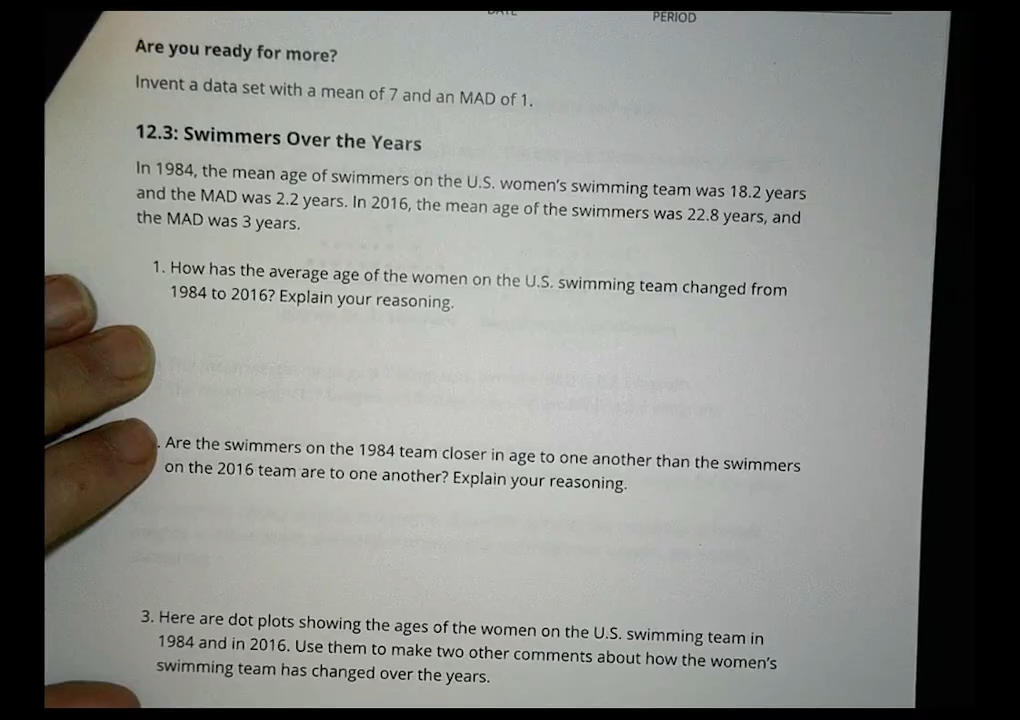 PERIOD
Are you ready for more?
Invent a data set with a mean of 7 and an MAD of 1.
12.3: Swimmers Over the Years
In 1984, the mean age of swimmers on the U.S. women's swimming team was 18.2 years
and the MAD was 2.2 years. In 2016, the mean age of the swimmers was 22.8 years, and
the MAD was 3 years.
1. How has the average age of the women on the U.S. swimming team changed from
1984 to 2016? Explain your reasoning.
. Are the swimmers on the 1984 team closer in age to one another than the swimmers
on the 2016 team are to one another? Explain your reasoning.
3. Here are dot plots showing the ages of the women on the U.S. swimming team in
1984 and in 2016. Use them to make two other comments about how the women's
swimming team has changed over the years.